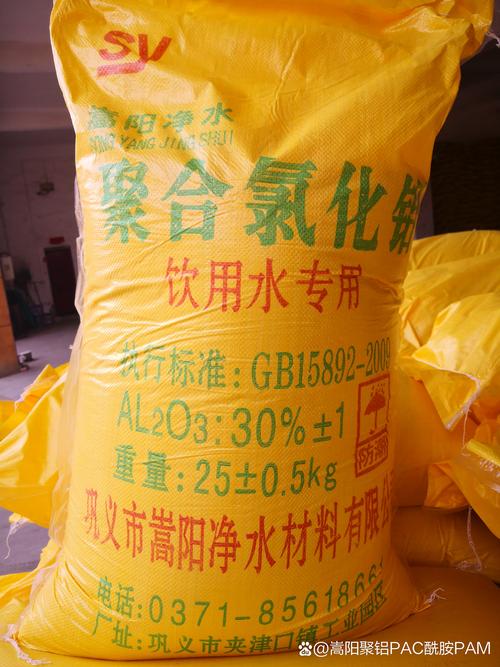 SY
嵩阳净水
SONG YANG JING SHUI
聚合氯化铝
饮用水专用
执行标准:GB15892-2009
AL2O3:30%±1
防潮
重量:25±0.5kg
巩义市嵩阳净水材料有限公
电话:0371-8561866
厂址:巩义市夹津口镇工业园区
@嵩阳聚铝PAC酰胺PAM